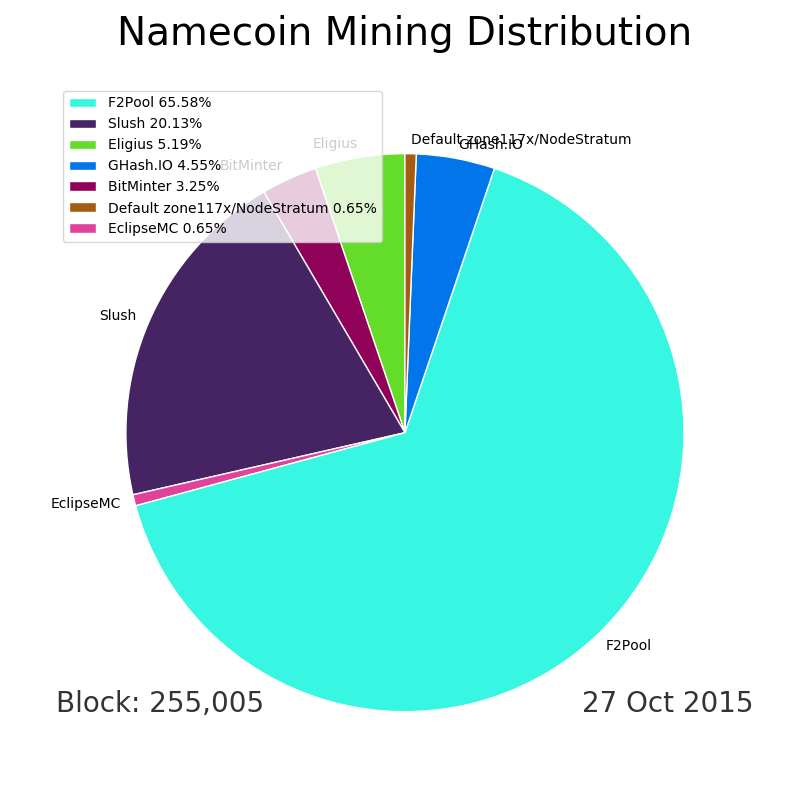 Namecoin Mining Distribution
F2Pool 65.58%
Slush 20.13%
Eligius 5.19%
GHash.IO 4.55%
BitMinter 3.25%
Default zone117x/NodeStratum 0.65%
EclipseMC 0.65%
Default zone117x/NodeStratum
GHash.IO
Eligius
BitMinter
Slush
EclipseMC
F2Pool
Block: 255,005
27 Oct 2015